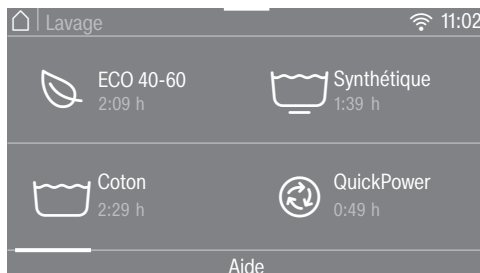 Lavage 11:02
ECO 40-60 Synthétique
2:09 h 1:39 h
Coton QuickPower
2:29 h 0:49 h
Aide